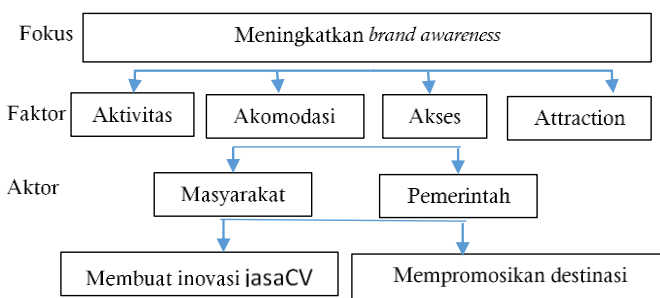 Fokus
Meningkatkan brand awareness
Faktor
Aktivitas
Akomodasi
Akses
Attraction
Aktor
Masyarakat
Pemerintah
Membuat inovasi jasaCV
Mempromosikan destinasi